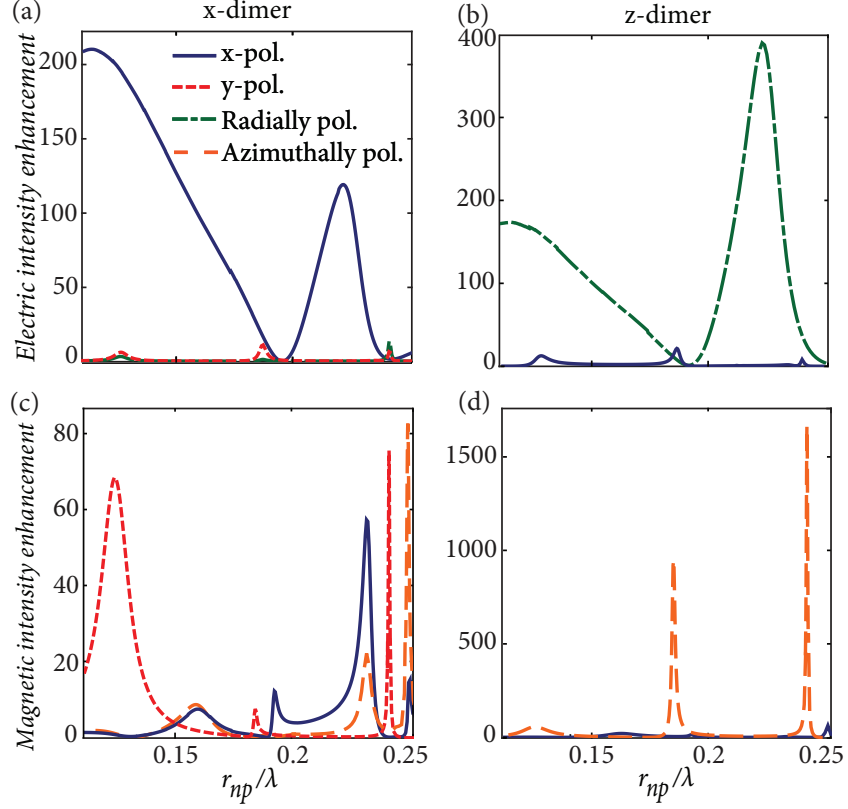 (a) x-dimer
(b) z-dimer
Electric intensity enhancement
200
150
100
50
0
x-pol.
y-pol.
Radially pol.
Azimuthally pol.
400
300
200
100
0
(c)
(d)
Magnetic intensity enhancement
80
60
40
20
0
0.15 0.2 0.25
r_np/λ
1500
1000
500
0
0.15 0.2 0.25
r_np/λ